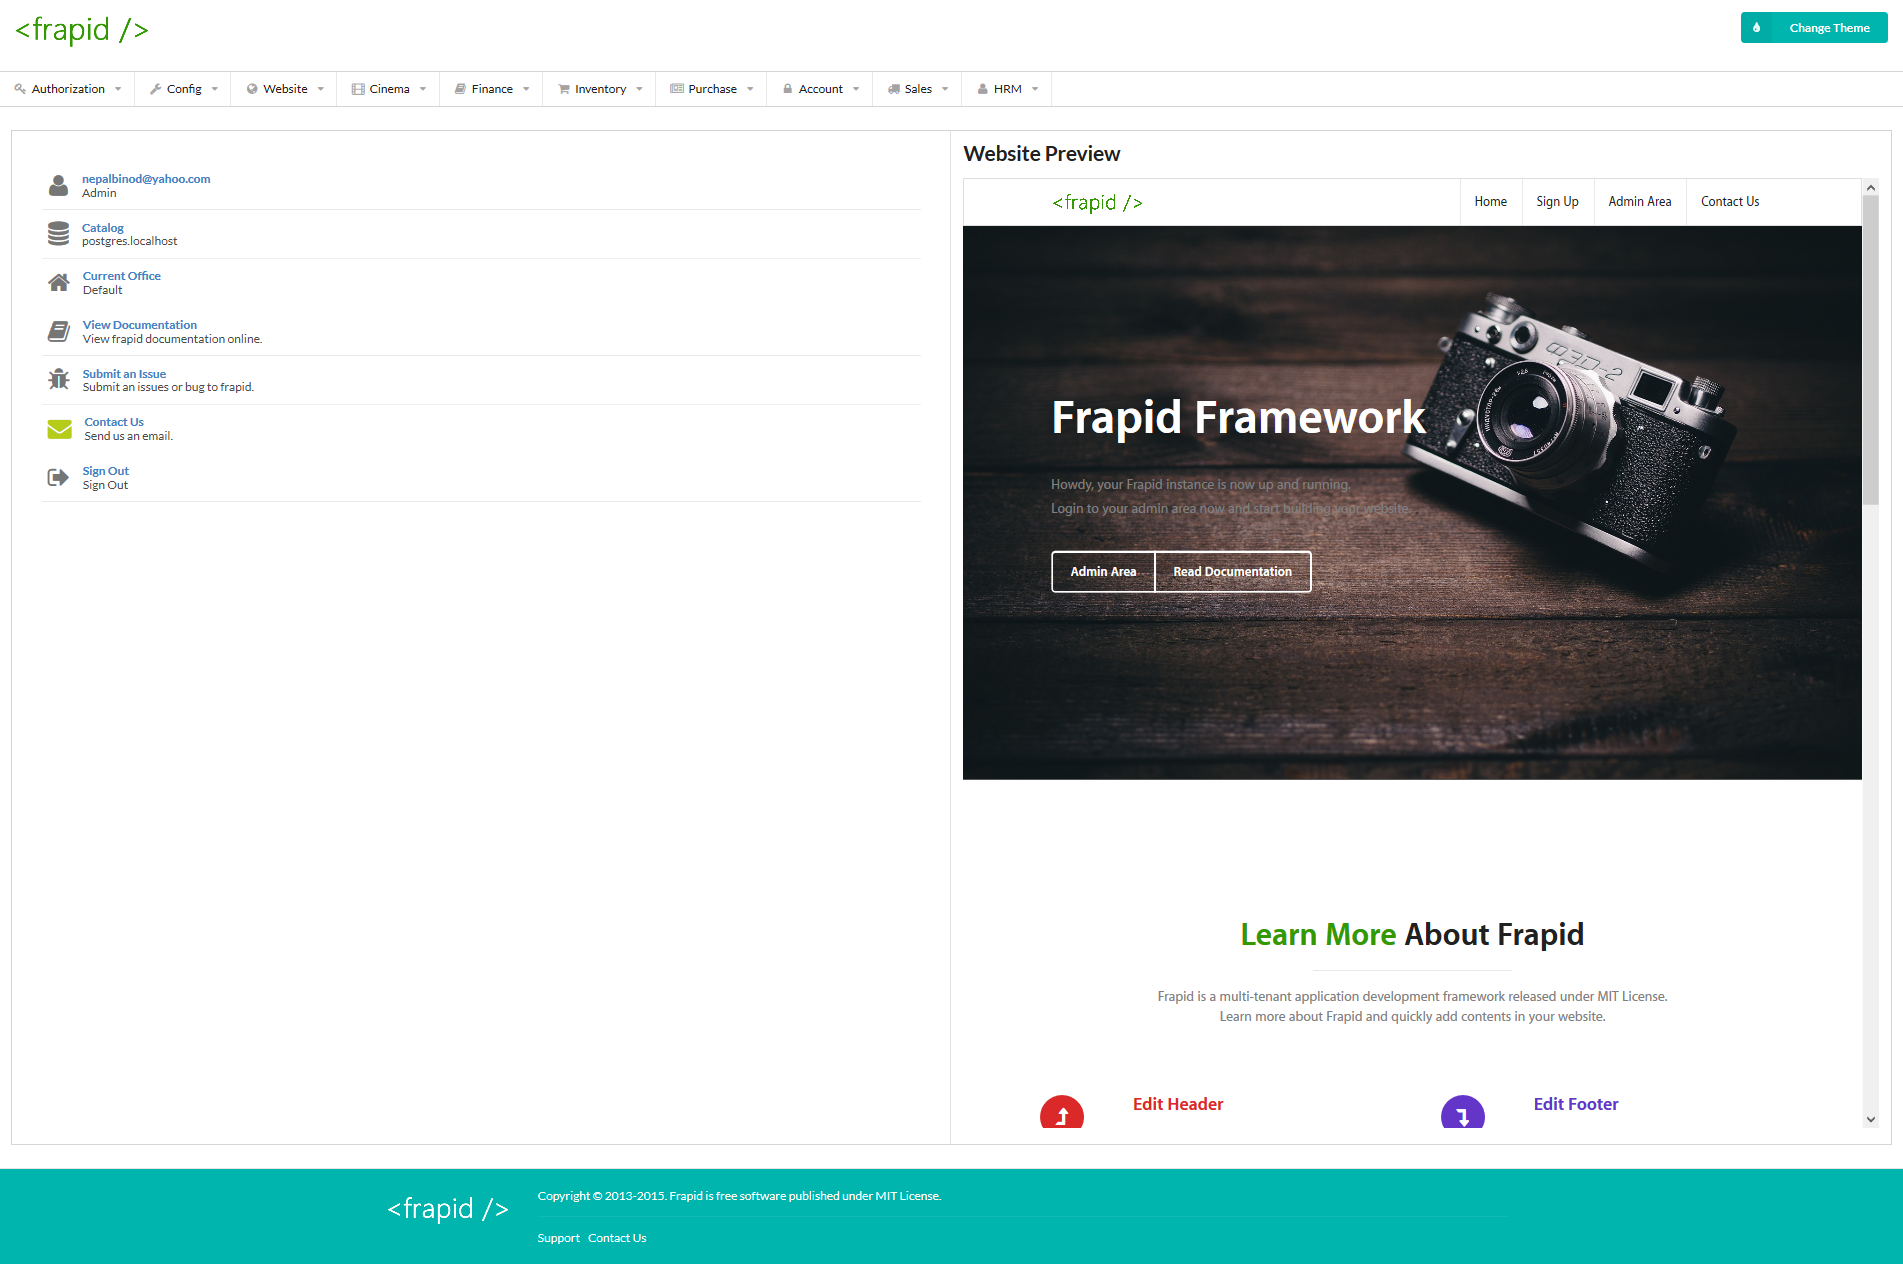 <frapid />
Change Theme
Authorization
Config
Website
Cinema
Finance
Inventory
Purchase
Account
Sales
HRM
nepalbinod@yahoo.com
Admin
Catalog
postgres.localhost
Current Office
Default
View Documentation
View frapid documentation online.
Submit an Issue
Submit an issues or bug to frapid.
Contact Us
Send us an email.
Sign Out
Sign Out
Website Preview
<frapid />
Home
Sign Up
Admin Area
Contact Us
ФЭД-2
Frapid Framework
Howdy, your Frapid instance is now up and running.
Login to your admin area now and start building your website.
Admin Area
Read Documentation
Learn More About Frapid
Frapid is a multi-tenant application development framework released under MIT License.
Learn more about Frapid and quickly add contents in your website.
Edit Header
Edit Footer
<frapid />
Copyright © 2013-2015. Frapid is free software published under MIT License.
Support Contact Us